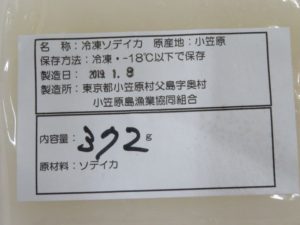 名　称：冷凍ソデイカ　原産地：小笠原
保存方法：冷凍・-18℃以下で保存
製造日：2019.1.8
製造所：東京都小笠原村父島字奥村
小笠原島漁業協同組合
内容量：372g
原材料：ソデイカ